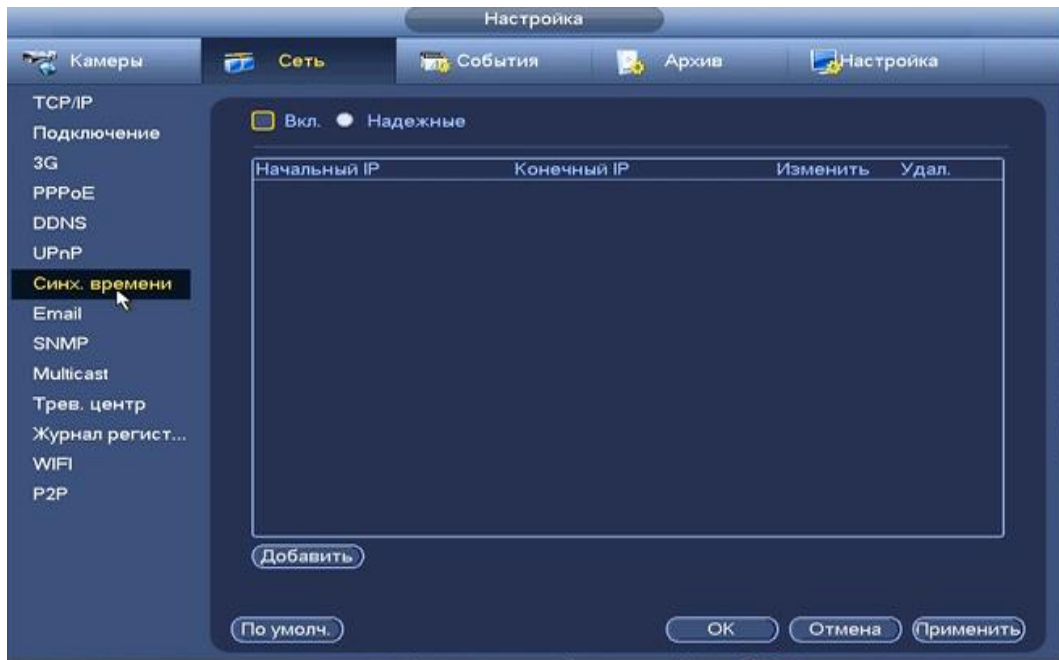 Настройка
Камеры Сеть События Архив Настройка
TCP/IP
Подключение
3G
PPPoE
DDNS
UPnP
Синх. времени
Email
SNMP
Multicast
Трев. центр
Журнал регист...
WIFI
P2P
Вкл. Надежные
Начальный IP Конечный IP Изменить Удал.
Добавить
По умолч. OK Отмена Применить